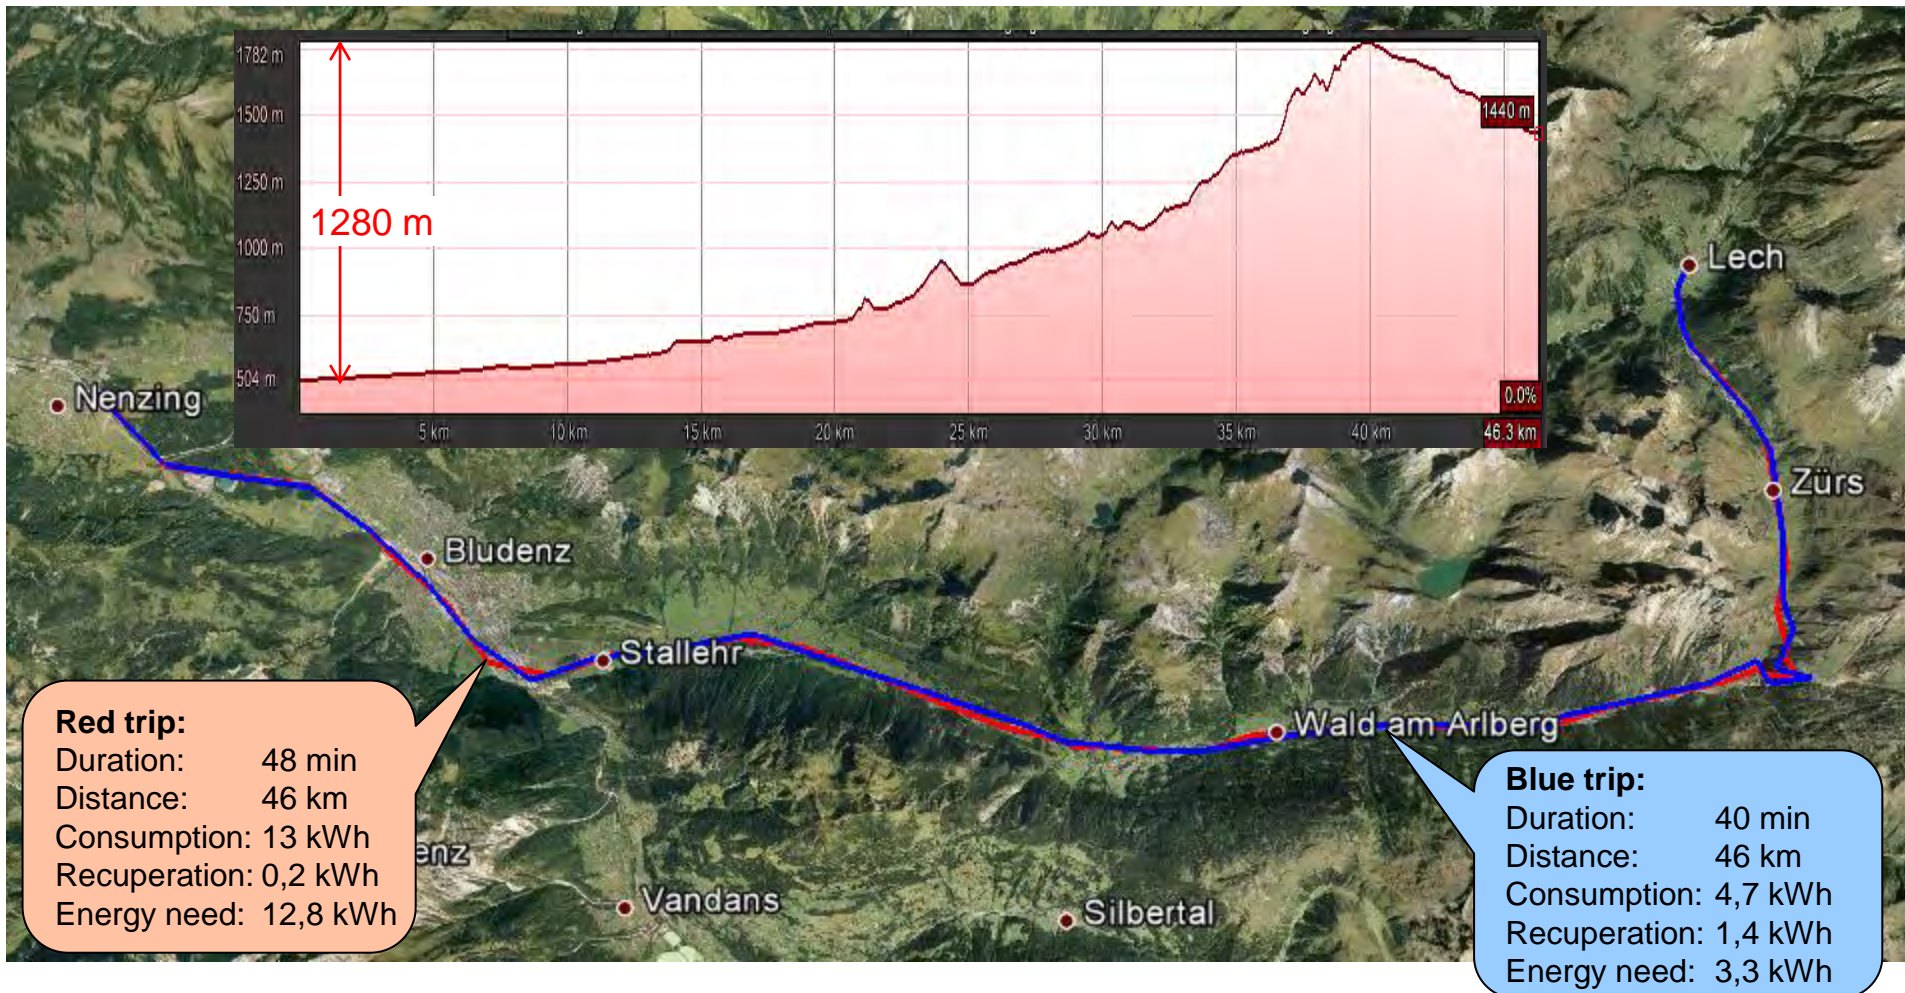 1782 m
1500 m
1250 m
1000 m
750 m
504 m
1280 m
1440 m
0.0%
5 km
10 km
15 km
20 km
25 km
30 km
35 km
40 km
46.3 km
Lech
Nenzing
Zürs
Bludenz
Stallehr
Wald am Arlberg
Vandans
Silbertal
enz
Red trip:
Duration: 48 min
Distance: 46 km
Consumption: 13 kWh
Recuperation: 0,2 kWh
Energy need: 12,8 kWh
Blue trip:
Duration: 40 min
Distance: 46 km
Consumption: 4,7 kWh
Recuperation: 1,4 kWh
Energy need: 3,3 kWh